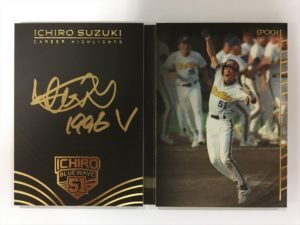 ICHIRO SUZUKI
CAREER HIGHLIGHTS
1996 V
ICHIRO
BLUE WAVE
51
EPOCH
51